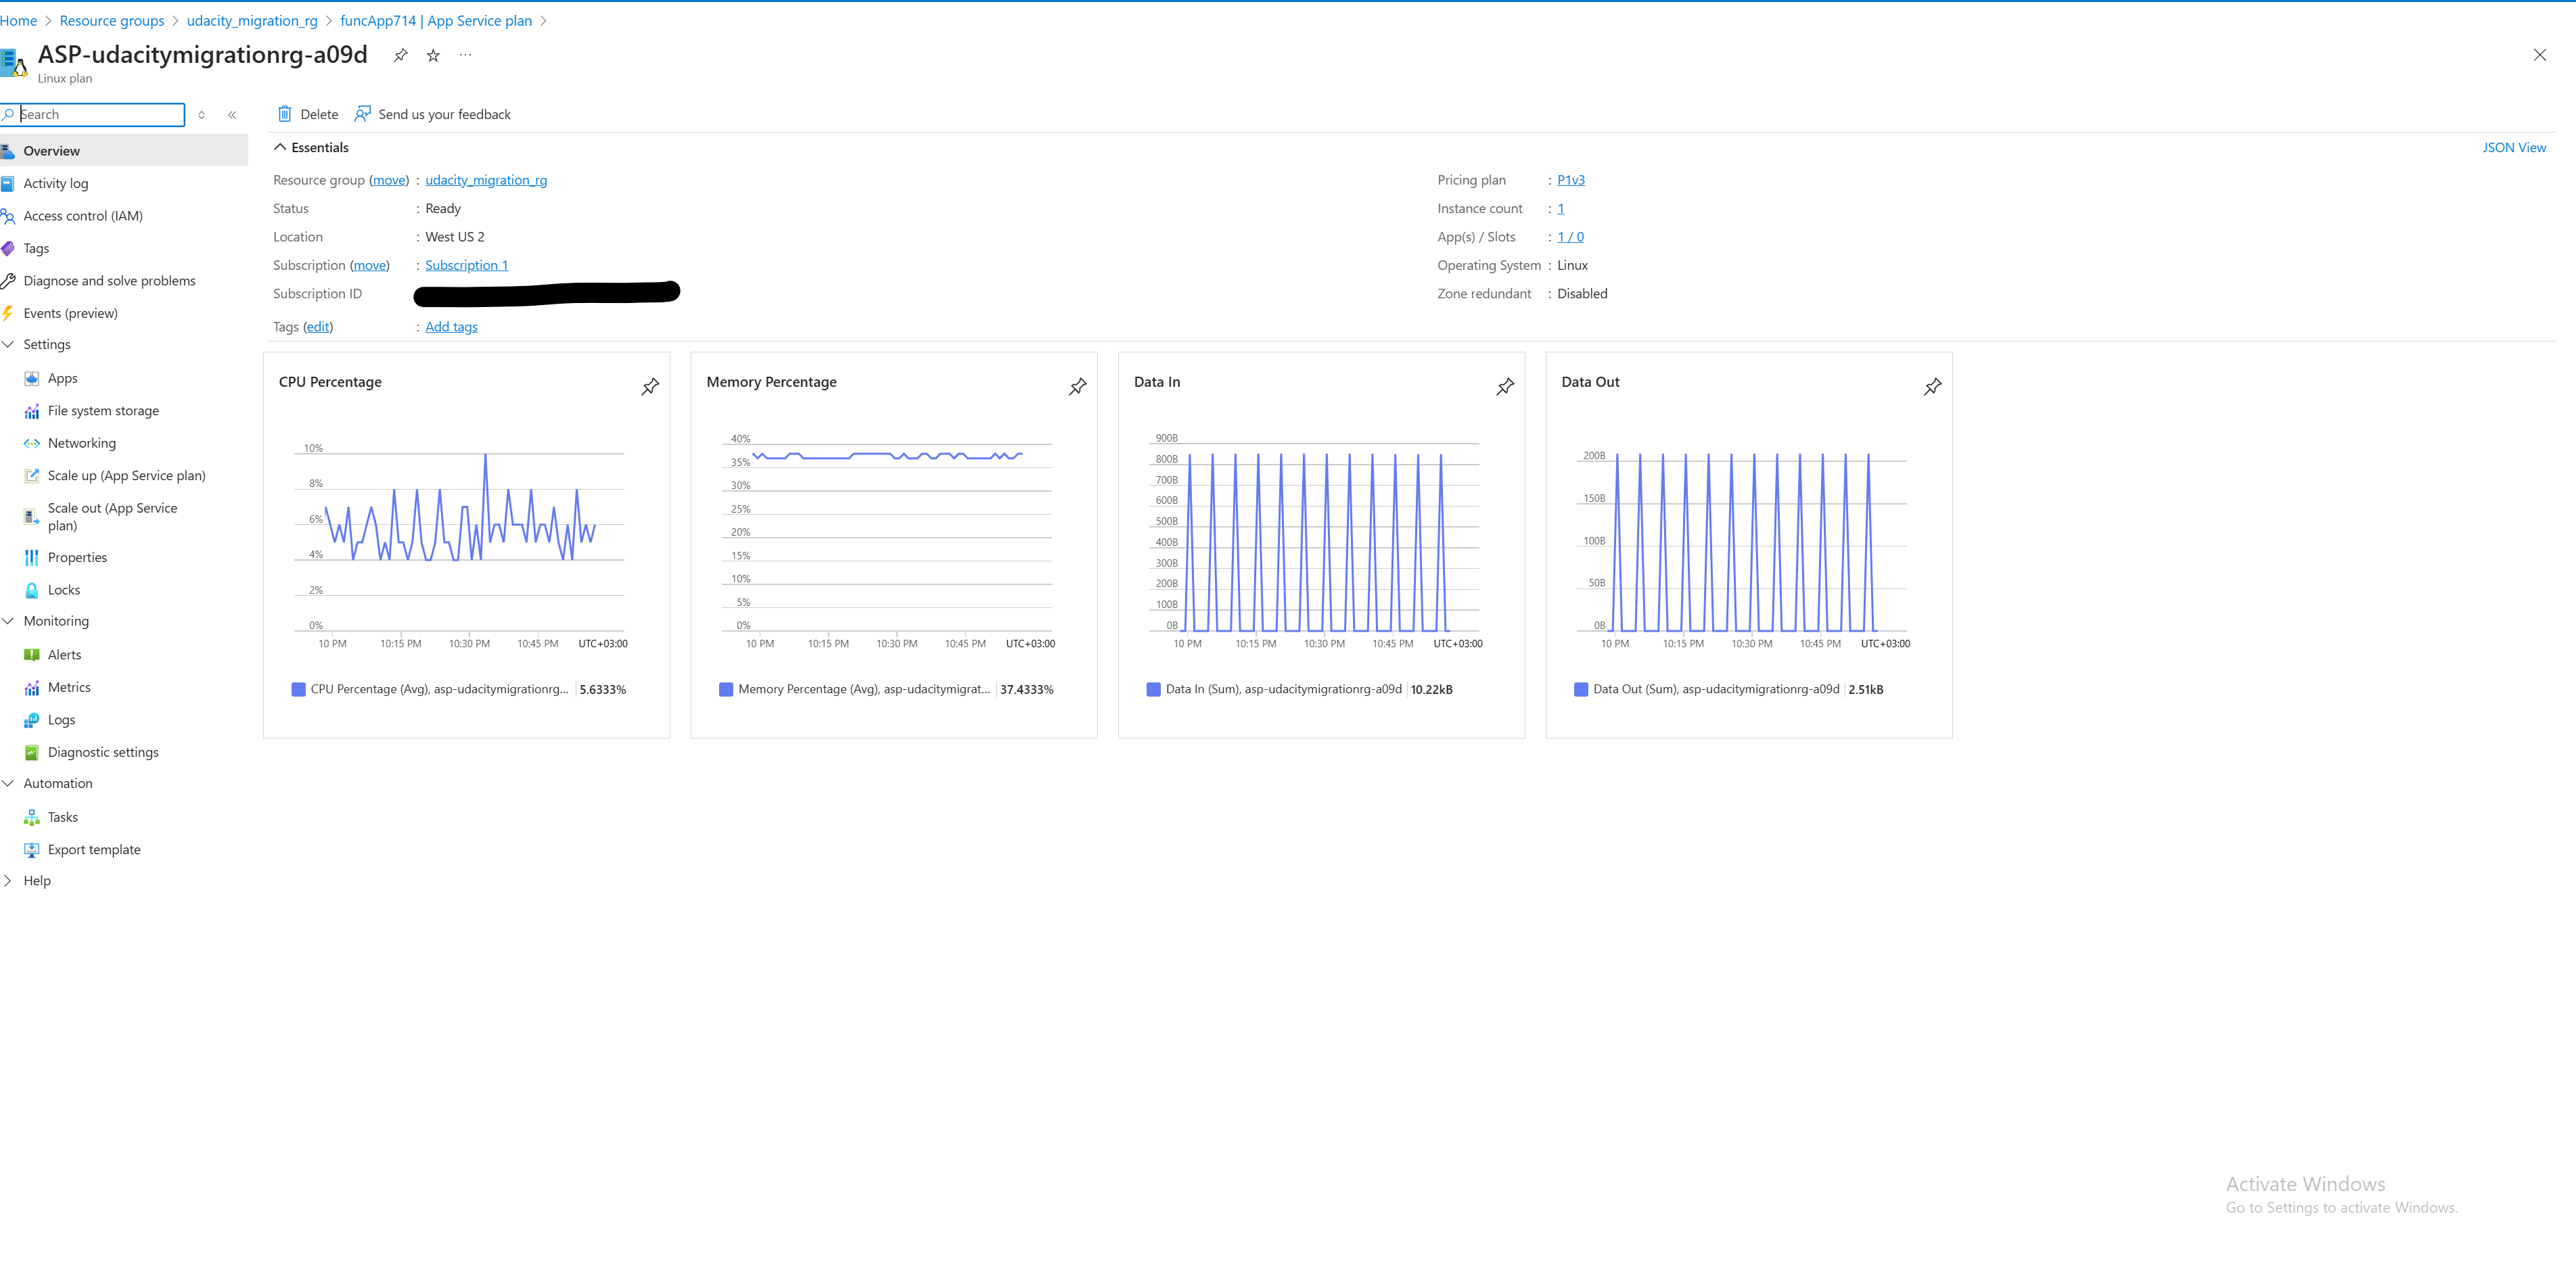 Home > Resource groups > udacity_migration_rg > funcApp714 | App Service plan >
ASP-udacitymigrationrg-a09d ...
Linux plan
Search
Overview
Activity log
Access control (IAM)
Tags
Diagnose and solve problems
Events (preview)
Settings
Apps
File system storage
Networking
Scale up (App Service plan)
Scale out (App Service
plan)
Properties
Locks
Monitoring
Alerts
Metrics
Logs
Diagnostic settings
Automation
Tasks
Export template
Help
Delete Send us your feedback
Essentials JSON View
Resource group (move) : udacity_migration_rg
Status : Ready
Location : West US 2
Subscription (move) : Subscription 1
Subscription ID
Tags (edit) : Add tags
Pricing plan : P1v3
Instance count : 1
App(s) / Slots : 1 / 0
Operating System : Linux
Zone redundant : Disabled
CPU Percentage
10%
8%
6%
4%
2%
0%
10 PM 10:15 PM 10:30 PM 10:45 PM UTC+03:00
CPU Percentage (Avg), asp-udacitymigrationrg... 5.6333%
Memory Percentage
40%
35%
30%
25%
20%
15%
10%
5%
0%
10 PM 10:15 PM 10:30 PM 10:45 PM UTC+03:00
Memory Percentage (Avg), asp-udacitymigrat... 37.4333%
Data In
900B
800B
700B
600B
500B
400B
300B
200B
100B
0B
10 PM 10:15 PM 10:30 PM 10:45 PM UTC+03:00
Data In (Sum), asp-udacitymigrationrg-a09d 10.22kB
Data Out
200B
150B
100B
50B
0B
10 PM 10:15 PM 10:30 PM 10:45 PM UTC+03:00
Data Out (Sum), asp-udacitymigrationrg-a09d 2.51kB
Activate Windows
Go to Settings to activate Windows.